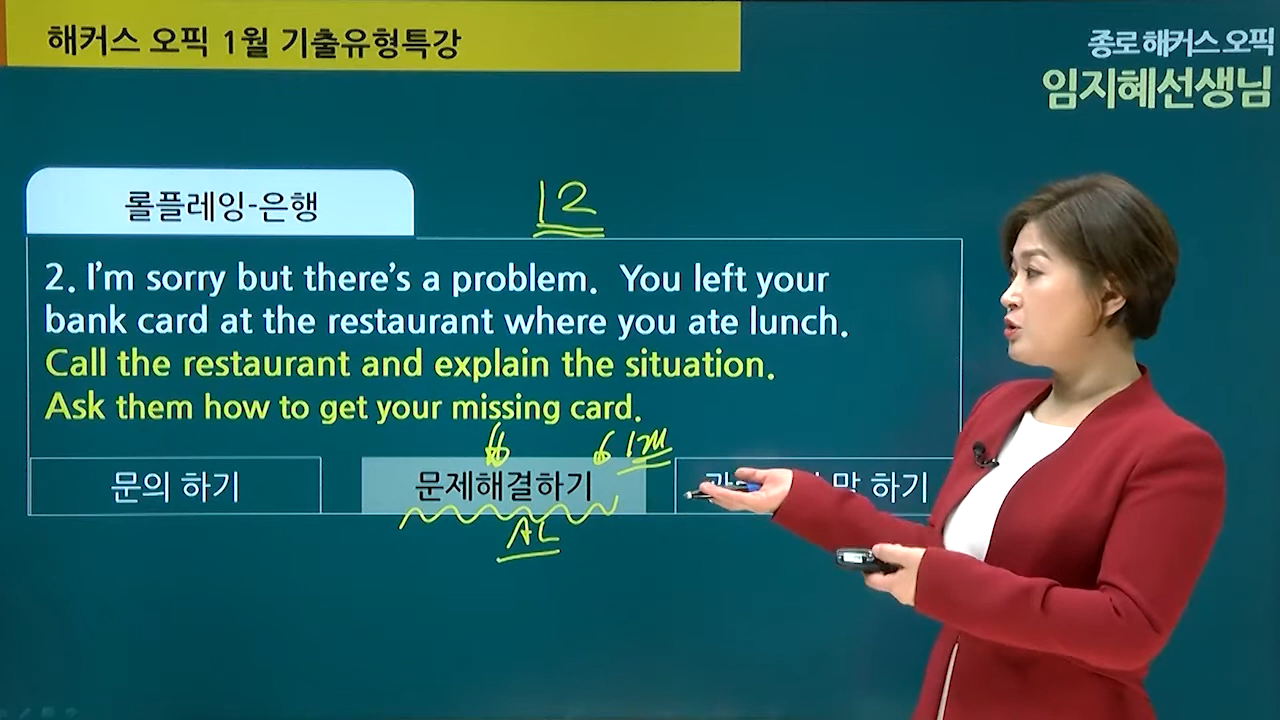 해커스 오픽 1월 기출유형특강
종로해커스 오픽
임지혜선생님
12
롤플레잉-은행
2. I'm sorry but there's a problem. You left your
bank card at the restaurant where you ate lunch.
Call the restaurant and explain the situation.
Ask them how to get your missing card.
문의 하기
문제해결하기
말 하기
AL